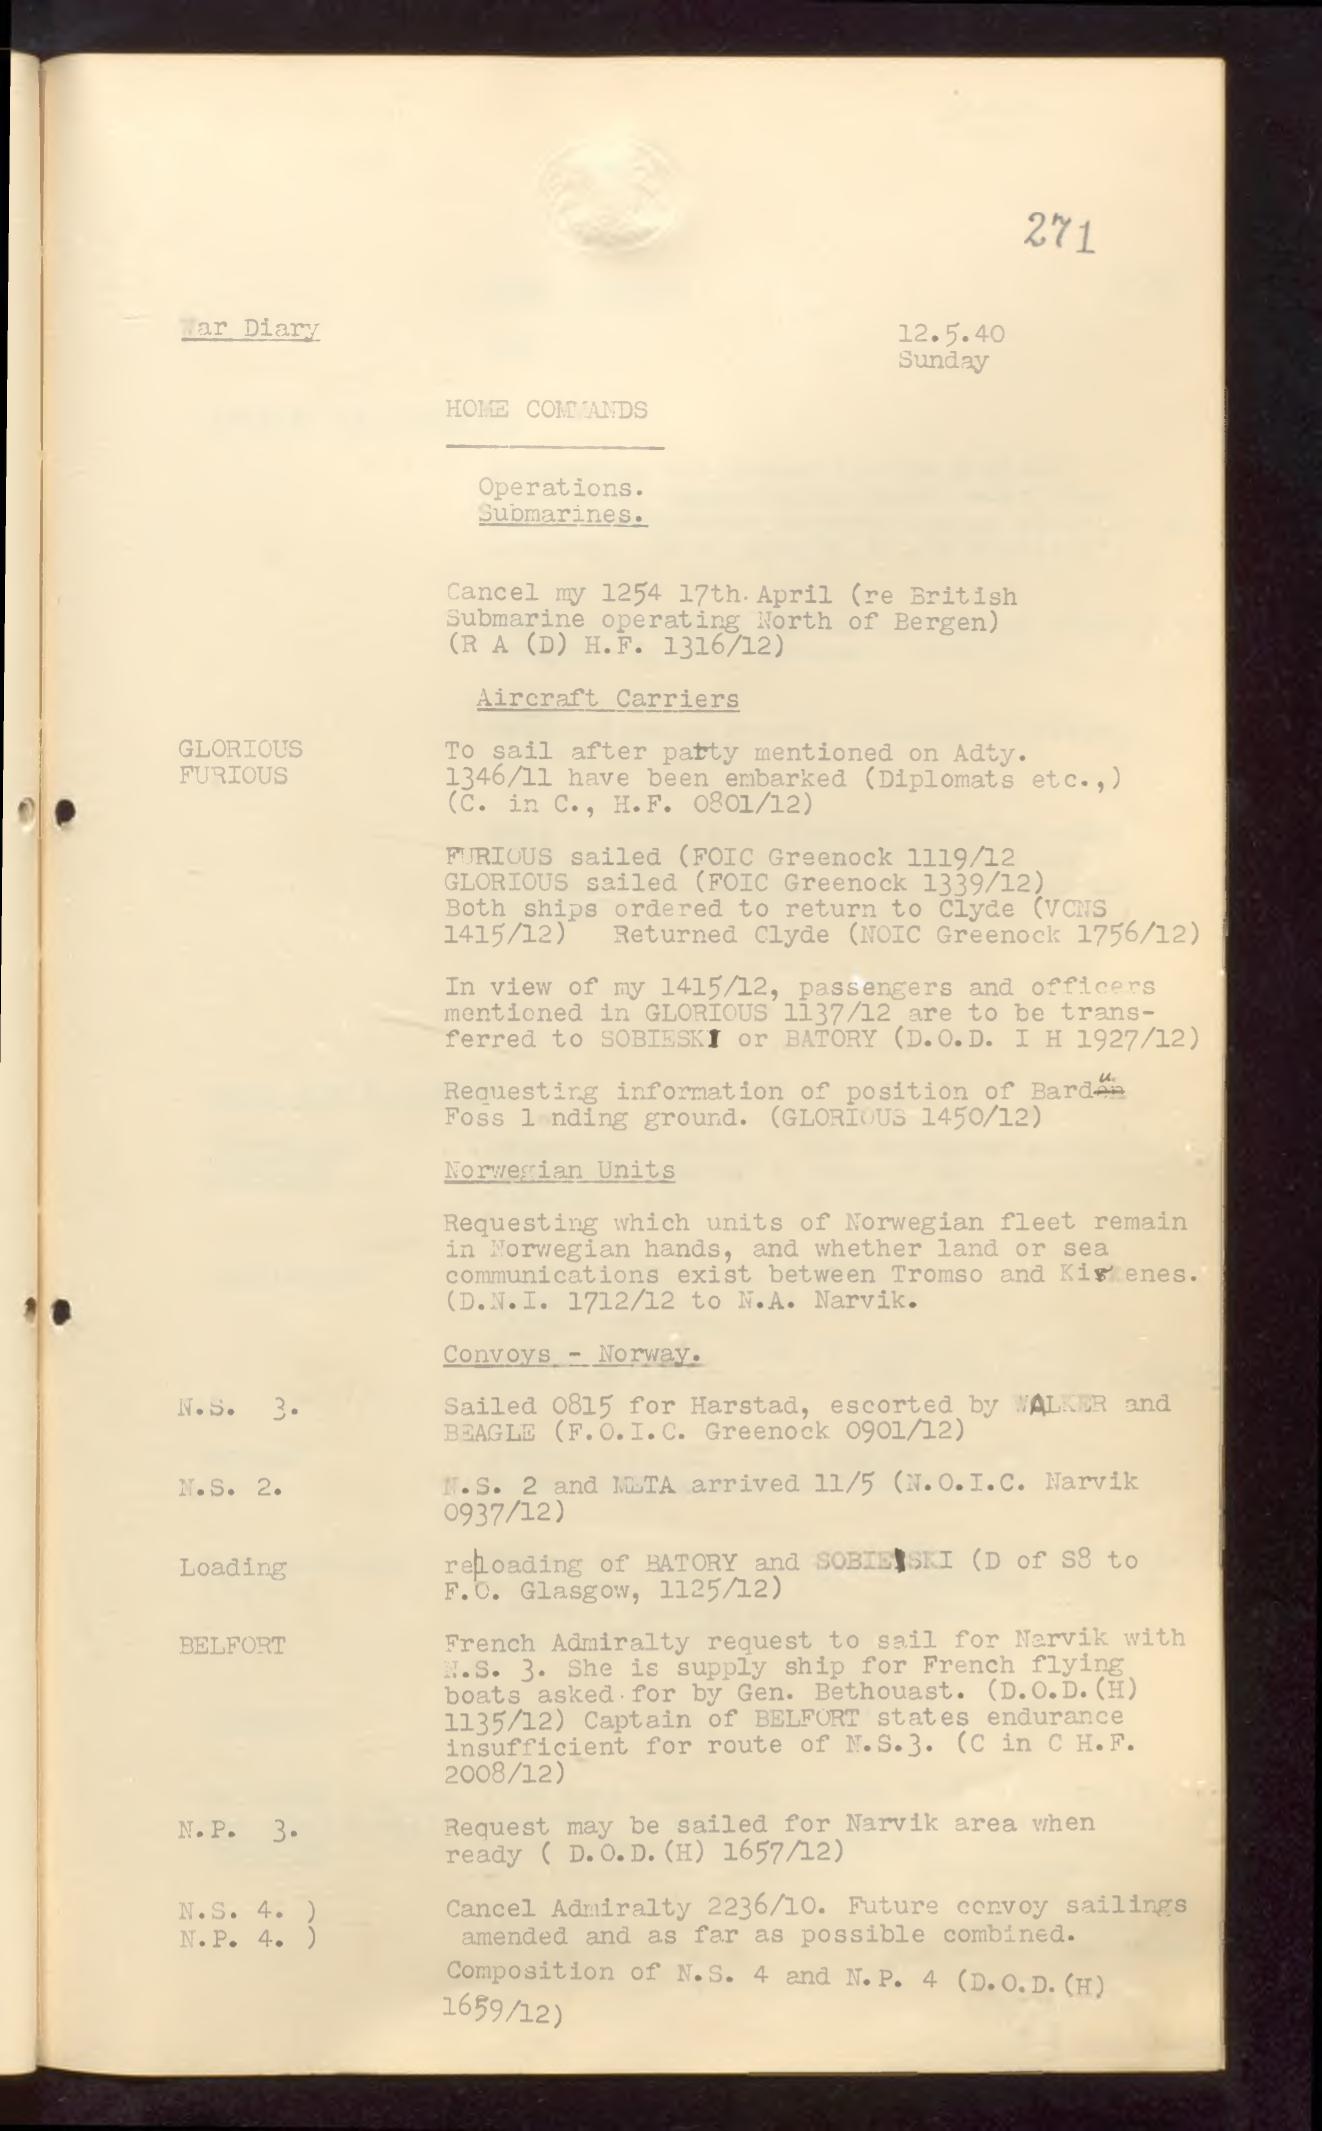 271
War Diary
12.5.40
Sunday
HOME COMMANDS
Operations.
Submarines.
Cancel my 1254 17th. April (re British
Submarine operating North of Bergen)
(R A (D) H.F. 1316/12)
Aircraft Carriers
GLORIOUS
FURIOUS
To sail after party mentioned on Adty.
1346/11 have been embarked (Diplomats etc.,)
(C. in C., H.F. 0801/12)
FURIOUS sailed (FOIC Greenock 1119/12
GLORIOUS sailed (FOIC Greenock 1339/12)
Both ships ordered to return to Clyde (VCNS
1415/12) Returned Clyde (NOIC Greenock 1756/12)
In view of my 1415/12, passengers and officers
mentioned in GLORIOUS 1137/12 are to be trans-
ferred to SOBIESKI or BATORY (D.O.D. I H 1927/12)
Requesting information of position of Bardu
Foss landing ground. (GLORIOUS 1450/12)
Norwegian Units
Requesting which units of Norwegian fleet remain
in Norwegian hands, and whether land or sea
communications exist between Tromso and Kirkenes.
(D.N.I. 1712/12 to N.A. Narvik.
Convoys - Norway.
N.S. 3.
Sailed 0815 for Harstad, escorted by WALKER and
BEAGLE (F.O.I.C. Greenock 0901/12)
N.S. 2.
N.S. 2 and META arrived 11/5 (N.O.I.C. Narvik
0937/12)
Loading
re loading of BATORY and SOBIESKI (D of S8 to
F.O. Glasgow, 1125/12)
BELFORT
French Admiralty request to sail for Narvik with
N.S. 3. She is supply ship for French flying
boats asked for by Gen. Bethouast. (D.O.D.(H)
1135/12) Captain of BELFORT states endurance
insufficient for route of N.S.3. (C in C H.F.
2008/12)
N.P. 3.
Request may be sailed for Narvik area when
ready ( D.O.D.(H) 1657/12)
N.S. 4. )
N.P. 4. )
Cancel Admiralty 2236/10. Future convoy sailings
amended and as far as possible combined.
Composition of N.S. 4 and N.P. 4 (D.O.D.(H)
1659/12)